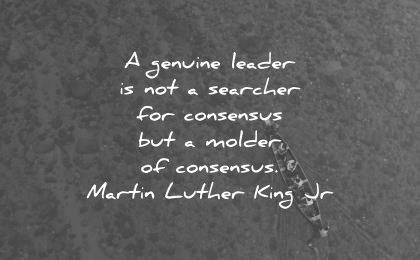 A genuine leader
is not a searcher
for consensus
but a molder
of consensus.
Martin Luther King Jr